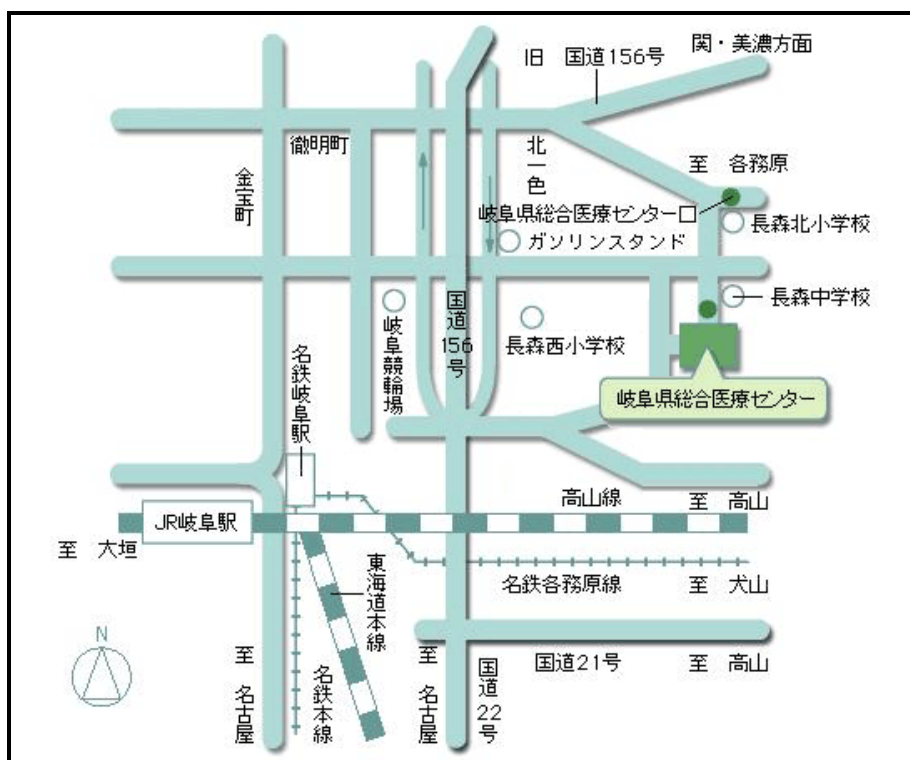 関・美濃方面
旧 国道156号
徹明町
北一色
至 各務原
金宝町
岐阜県総合医療センター口
長森北小学校
ガソリンスタンド
国道156号
長森中学校
岐阜競輪場
長森西小学校
名鉄岐阜駅
岐阜県総合医療センター
高山線
至 高山
JR岐阜駅
至 大垣
東海道本線
名鉄各務原線
至 犬山
N
至 名古屋
名鉄本線
至 名古屋
国道22号
国道21号
至 高山